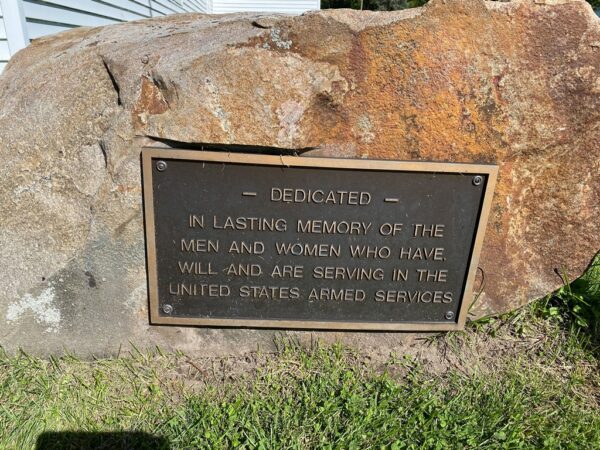 — DEDICATED —
IN LASTING MEMORY OF THE
MEN AND WOMEN WHO HAVE,
WILL AND ARE SERVING IN THE
UNITED STATES ARMED SERVICES